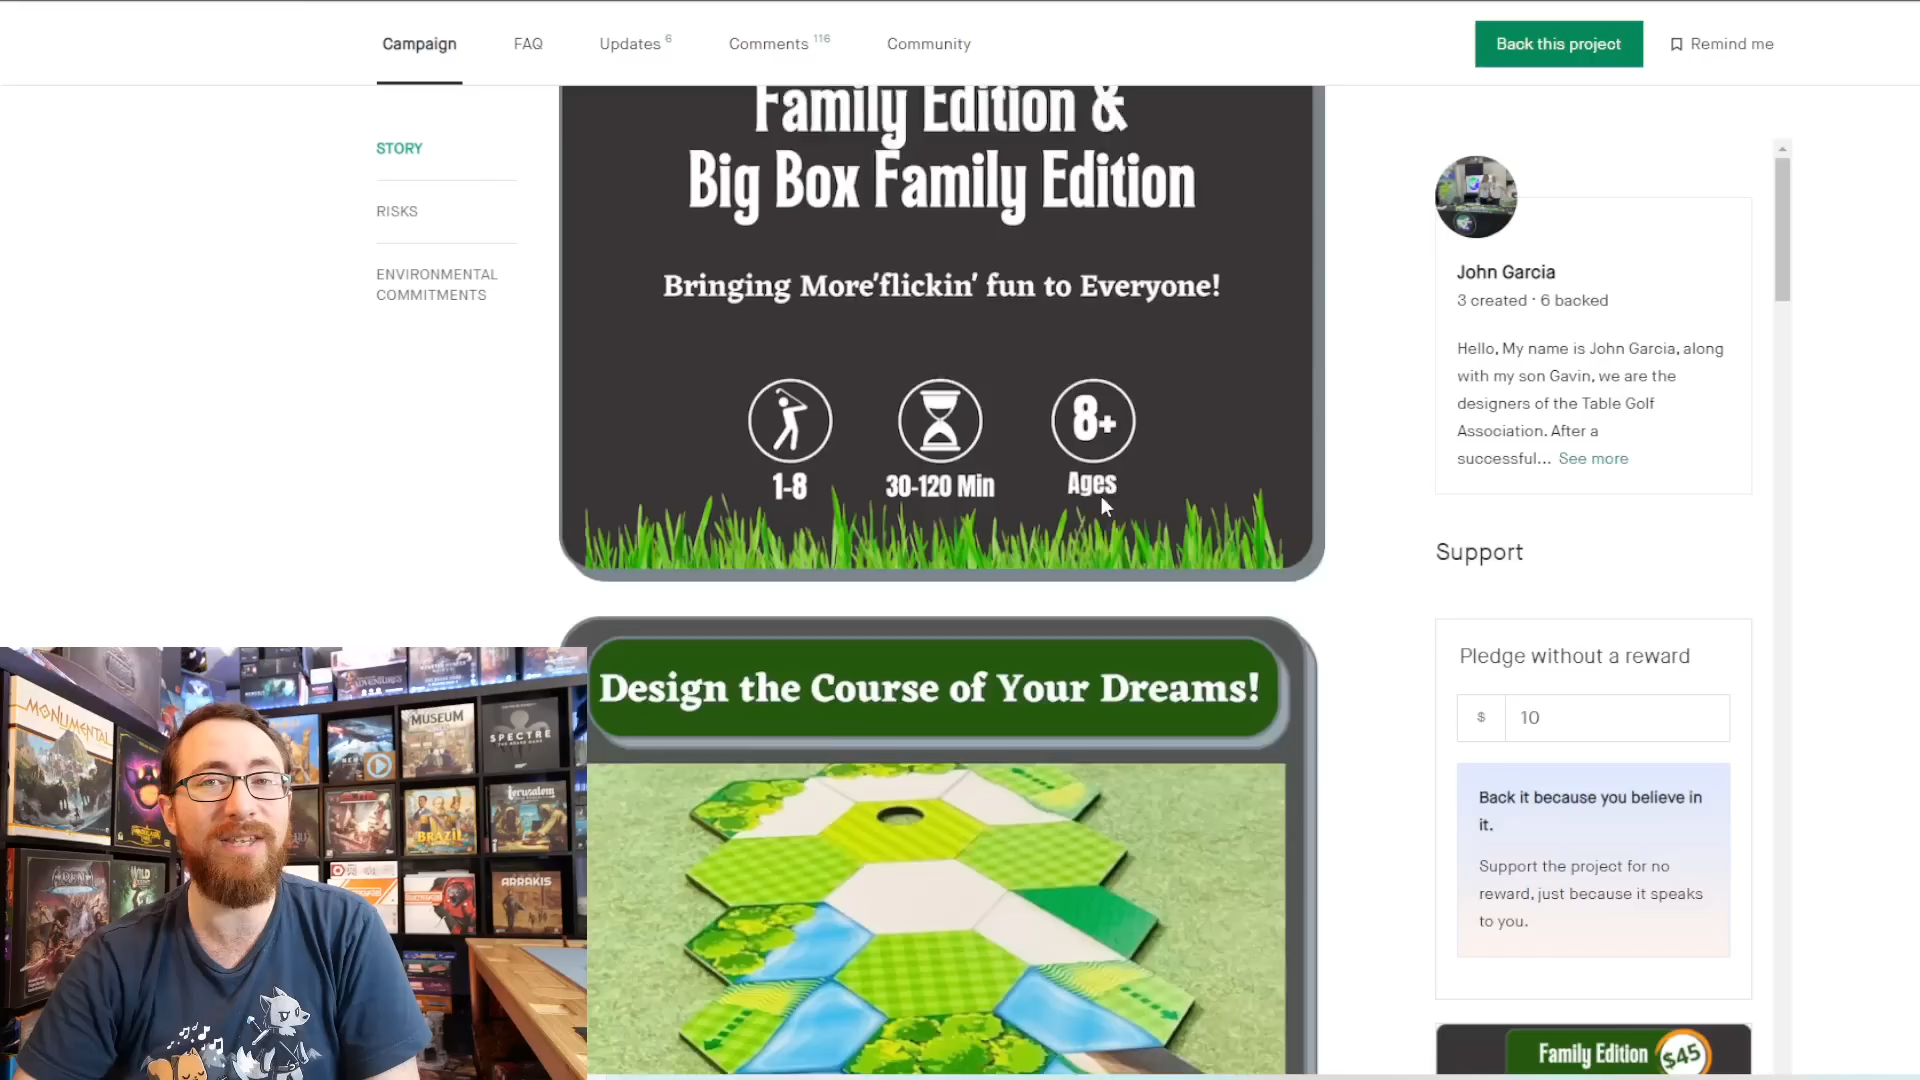 Campaign
FAQ
Updates 6
Comments 116
Community
Back this project
Remind me
STORY
RISKS
ENVIRONMENTAL
COMMITMENTS
Family Edition &
Big Box Family Edition
Bringing More'flickin' fun to Everyone!
8+
1-8
30-120 Min
Ages
Design the Course of Your Dreams!
John Garcia
3 created · 6 backed
Hello, My name is John Garcia, along
with my son Gavin, we are the
designers of the Table Golf
Association. After a
successful... See more
Support
Pledge without a reward
$ 10
Back it because you believe in
it.
Support the project for no
reward, just because it speaks
to you.
Family Edition $45
MONUMENTAL
MUSEUM
SPECTRE
BRAZIL
Jerusalem
WILD
ARRAKIS